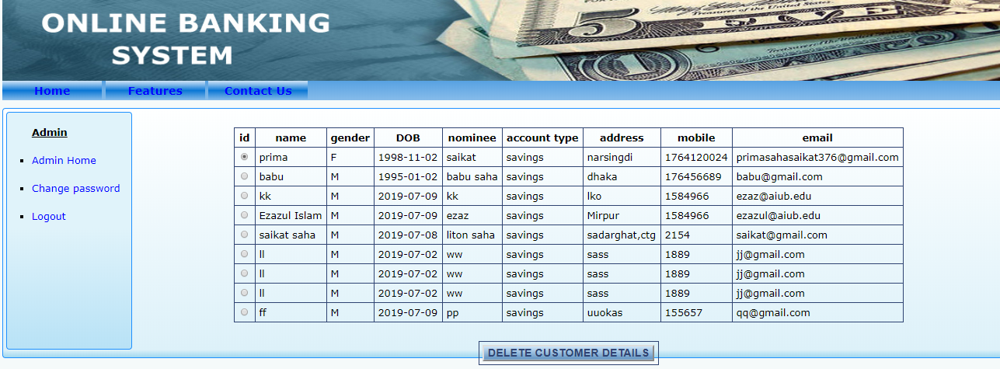 ONLINE BANKING
SYSTEM
Home Features Contact Us
Admin
Admin Home
Change password
Logout
id name gender DOB nominee account type address mobile email
prima F 1998-11-02 saikat savings narsingdi 1764120024 primasahasaikat376@gmail.com
babu M 1995-01-02 babu saha savings dhaka 176456689 babu@gmail.com
kk M 2019-07-09 kk savings lko 1584966 ezaz@aiub.edu
Ezazul Islam M 2019-07-09 ezaz savings Mirpur 1584966 ezazul@aiub.edu
saikat saha M 2019-07-08 liton saha savings sadarghat,ctg 2154 saikat@gmail.com
ll M 2019-07-02 ww savings sass 1889 jj@gmail.com
ll M 2019-07-02 ww savings sass 1889 jj@gmail.com
ll M 2019-07-02 ww savings sass 1889 jj@gmail.com
ff M 2019-07-09 pp savings uuokas 155657 qq@gmail.com
DELETE CUSTOMER DETAILS